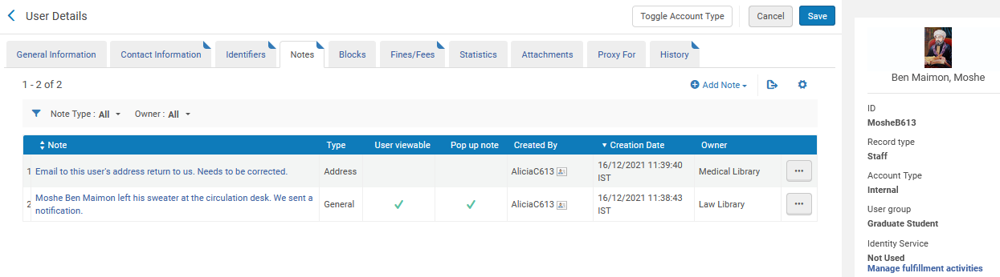 User Details
Toggle Account Type
Cancel
Save
General Information
Contact Information
Identifiers
Notes
Blocks
Fines/Fees
Statistics
Attachments
Proxy For
History
1 - 2 of 2
Add Note
Note Type : All
Owner : All
Note
Type
User viewable
Pop up note
Created By
Creation Date
Owner
1 Email to this user's address return to us. Needs to be corrected.
Address
AliciaC613
16/12/2021 11:39:40
IST
Medical Library
2 Moshe Ben Maimon left his sweater at the circulation desk. We sent a
notification.
General
AliciaC613
16/12/2021 11:38:43
IST
Law Library
Ben Maimon, Moshe
ID
MosheB613
Record type
Staff
Account Type
Internal
User group
Graduate Student
Identity Service
Not Used
Manage fulfillment activities